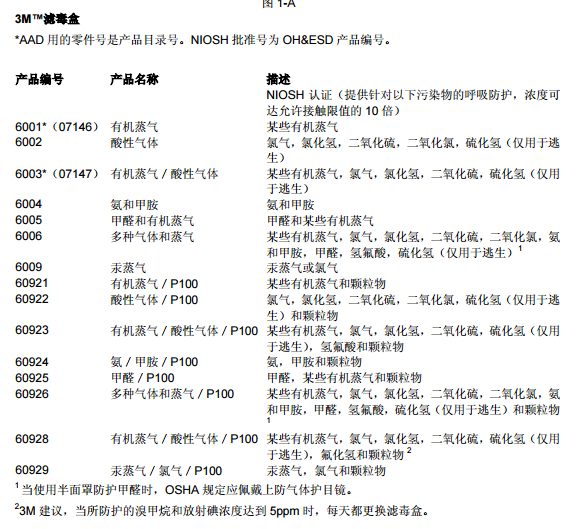 图 1-A
3M™滤毒盒
*AAD 用的零件号是产品目录号。NIOSH 批准号为 OH&ESD 产品编号。
产品编号 产品名称 描述
NIOSH 认证（提供针对以下污染物的呼吸防护，浓度可
达允许接触限值的 10 倍）
6001*（07146） 有机蒸气 某些有机蒸气
6002 酸性气体 氯气，氯化氢，二氧化硫，二氧化氯，硫化氢（仅用于逃
生）
6003*（07147） 有机蒸气／酸性气体 某些有机蒸气，氯气，氯化氢，二氧化硫，硫化氢（仅用
于逃生）
6004 氨和甲胺 氨和甲胺
6005 甲醛和有机蒸气 甲醛和某些有机蒸气
6006 多种气体和蒸气 某些有机蒸气，氯气，氯化氢，二氧化硫，二氧化氯，氨
和甲胺，甲醛，氢氟酸，硫化氢（仅用于逃生）1
6009 汞蒸气 汞蒸气或氯气
60921 有机蒸气／P100 某些有机蒸气和颗粒物
60922 酸性气体／P100 氯气，氯化氢，二氧化硫，二氧化氯，硫化氢（仅用于逃
生）和颗粒物
60923 有机蒸气／酸性气体／P100 某些有机蒸气，氯气，氯化氢，二氧化硫，硫化氢（仅用
于逃生），氢氟酸和颗粒物
60924 氨／甲胺／P100 氨，甲胺和颗粒物
60925 甲醛／P100 甲醛，某些有机蒸气和颗粒物
60926 多种气体和蒸气／P100 某些有机蒸气，氯气，氯化氢，二氧化硫，二氧化氯，氨
和甲胺，甲醛，氢氟酸，硫化氢（仅用于逃生）和颗粒物
1
60928 有机蒸气／酸性气体／P100 某些有机蒸气，氯气，氯化氢，二氧化硫，硫化氢（仅用
于逃生），氟化氢和颗粒物 2
60929 汞蒸气／氯气／P100 汞蒸气，氯气和颗粒物
1 当使用半面罩防护甲醛时，OSHA 规定应佩戴上防气体护目镜。
23M 建议，当所防护的溴甲烷和放射碘浓度达到 5ppm 时，每天都更换滤毒盒。